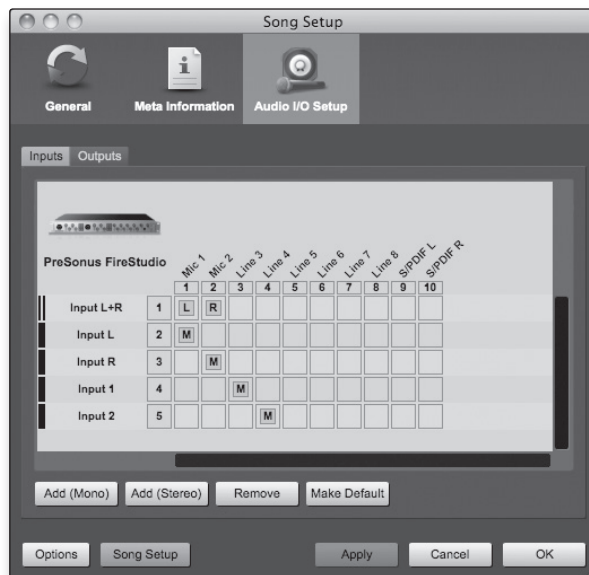 Song Setup
General
Meta Information
Audio I/O Setup
Inputs
Outputs
PreSonus FireStudio
Mic 1
Mic 2
Line 3
Line 4
Line 5
Line 6
Line 7
Line 8
S/PDIF L
S/PDIF R
1 2 3 4 5 6 7 8 9 10
Input L+R 1 L R
Input L 2 M
Input R 3 M
Input 1 4 M
Input 2 5 M
Add (Mono)
Add (Stereo)
Remove
Make Default
Options
Song Setup
Apply
Cancel
OK